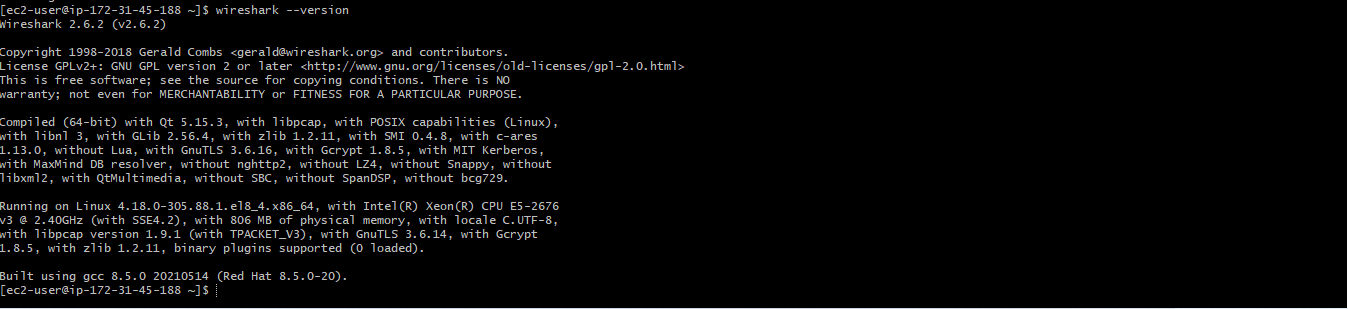 [ec2-user@ip-172-31-45-188 ~]$ wireshark --version
Wireshark 2.6.2 (v2.6.2)
Copyright 1998-2018 Gerald Combs <gerald@wireshark.org> and contributors.
License GPLv2+: GNU GPL version 2 or later <http://www.gnu.org/licenses/old-licenses/gpl-2.0.html>
This is free software; see the source for copying conditions. There is NO
warranty; not even for MERCHANTABILITY or FITNESS FOR A PARTICULAR PURPOSE.
Compiled (64-bit) with Qt 5.15.3, with libpcap, with POSIX capabilities (Linux),
with libnl 3, with GLib 2.56.4, with zlib 1.2.11, with SMI 0.4.8, with c-ares
1.13.0, without Lua, with GnuTLS 3.6.16, with Gcrypt 1.8.5, with MIT Kerberos,
with MaxMind DB resolver, without nghttp2, without LZ4, without Snappy, without
libxml2, with QtMultimedia, without SBC, without SpanDSP, without bcg729.
Running on Linux 4.18.0-305.88.1.el8_4.x86_64, with Intel(R) Xeon(R) CPU E5-2676
v3 @ 2.40GHz (with SSE4.2), with 806 MB of physical memory, with locale C.UTF-8,
with libpcap version 1.9.1 (with TPACKET_V3), with GnuTLS 3.6.14, with Gcrypt
1.8.5, with zlib 1.2.11, binary plugins supported (0 loaded).
Built using gcc 8.5.0 20210514 (Red Hat 8.5.0-20).
[ec2-user@ip-172-31-45-188 ~]$